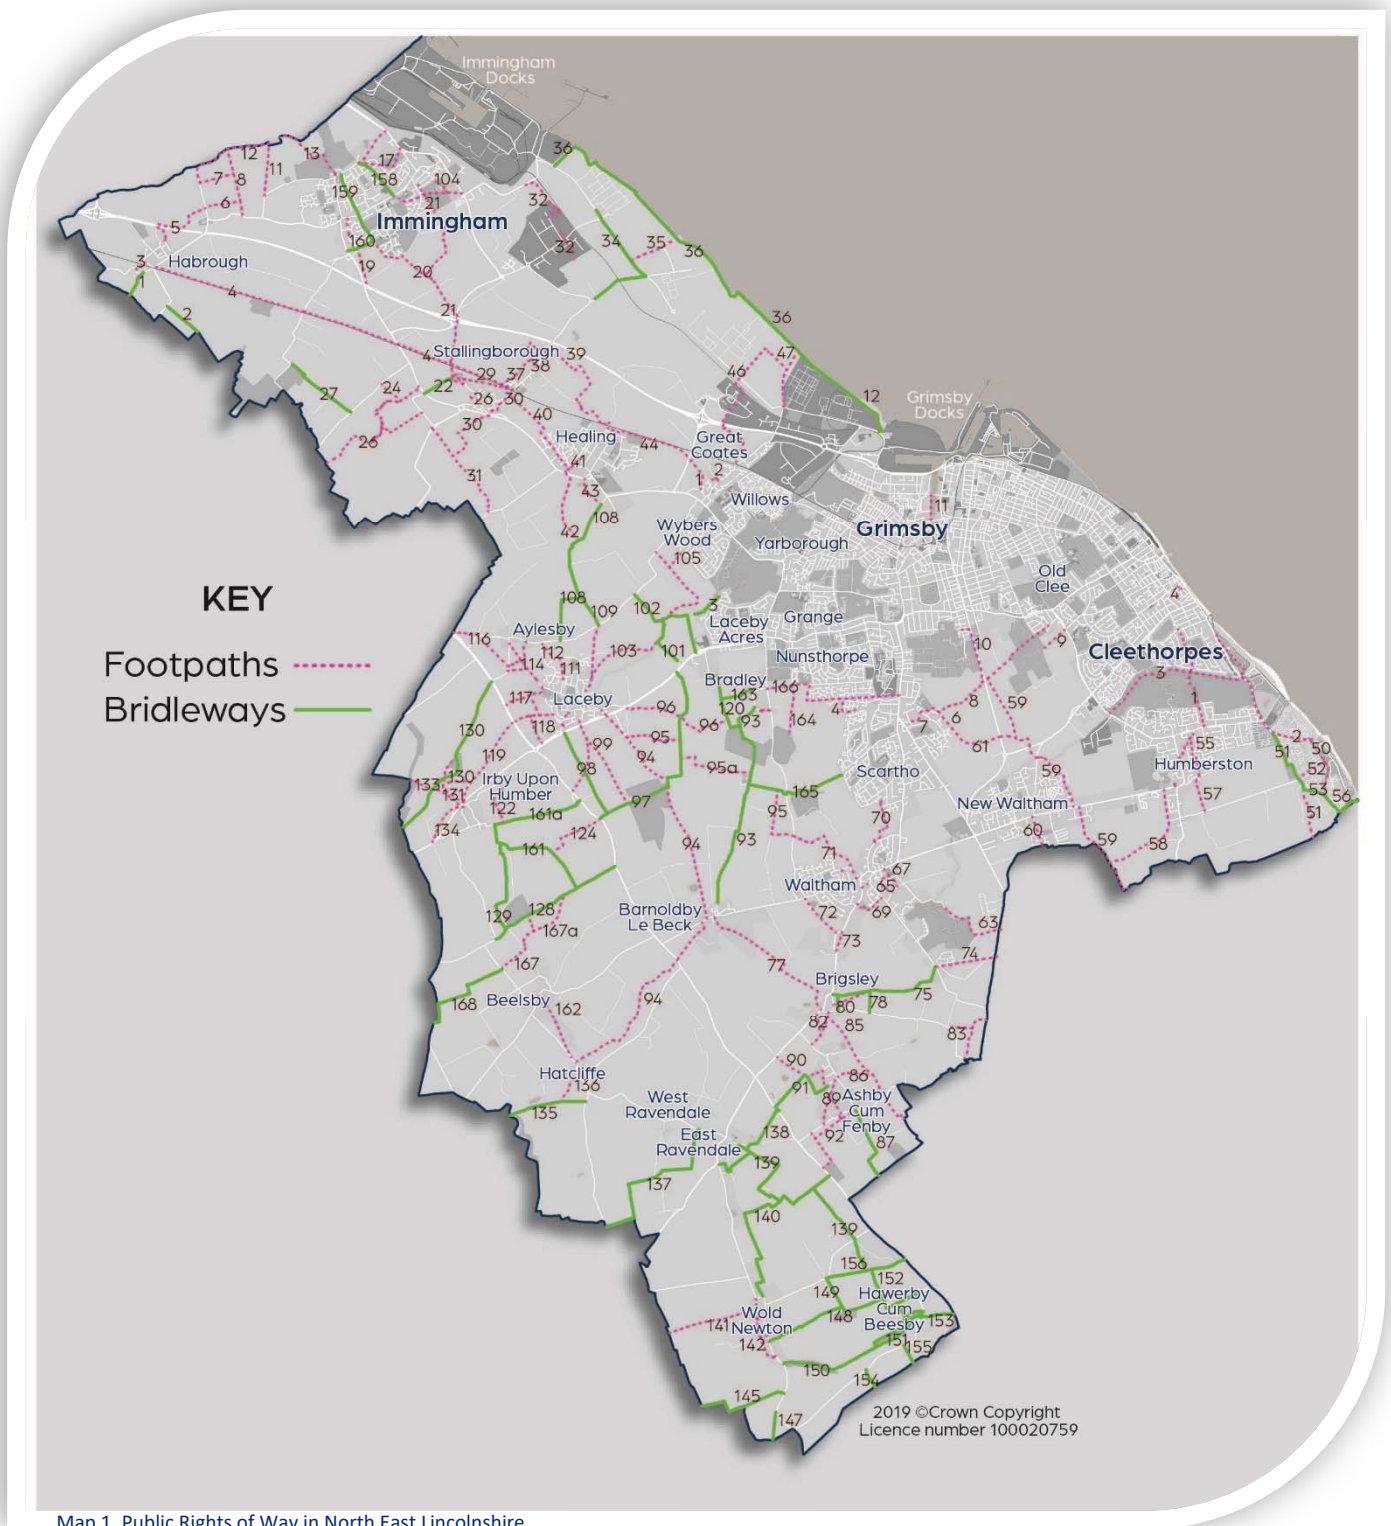 Immingham
Docks
36
12
13
17
7
8
11
158
104
159
6
21
32
5
Immingham
160
32
34
35
36
3
Habrough
19
20
1
4
2
21
36
4
Stallingborough
39
47
38
46
29
37
22
24
27
26
30
12
Grimsby
Docks
40
30
26
Healing
44
Great
Coates
41
31
1
2
43
Willows
11
108
42
Wybers
Wood
Grimsby
Yarborough
105
Old
Clee
KEY
108
109
102
3
4
Laceby
Acres
Grange
Aylesby
116
112
103
101
10
9
Footpaths
114
111
Nunsthorpe
Cleethorpes
Bradley
3
117
Laceby
163
166
1
Bridleways
96
120
4
8
59
118
96
93
164
6
7
130
99
95
61
2
50
119
94
55
51
98
95a
Scartho
59
Humberston
52
133
130
Irby Upon
Humber
131
165
53
56
122
161a
97
95
New Waltham
57
51
134
124
70
60
161
94
93
71
59
58
67
Waltham
65
129
128
Barnoldby
Le Beck
72
69
63
167a
73
74
167
77
Brigsley
168
Beelsby
162
94
80
78
75
82
85
83
90
Hatcliffe
136
91
86
135
West
Ravendale
89
Ashby
Cum
Fenby
138
92
87
East
Ravendale
139
137
140
139
156
149
152
Hawerby
Cum
Beesby
Wold
Newton
148
153
141
142
151
155
150
154
145
147
2019 ©Crown Copyright
Licence number 100020759
Map 1  Public Rights of Way in North East Lincolnshire